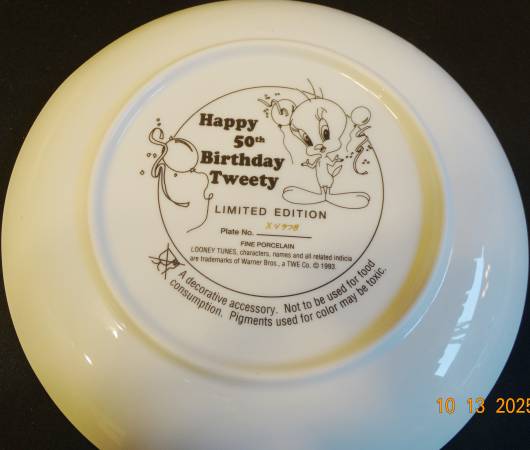 Happy
50th
Birthday
Tweety
LIMITED EDITION
Plate No.
FINE PORCELAIN
LOONEY TUNES, characters, names and all related indicia
are trademarks of Warner Bros., a TWE Co. © 1993.
A decorative accessory. Not to be used for food
consumption. Pigments used for color may be toxic.
10 13 2025